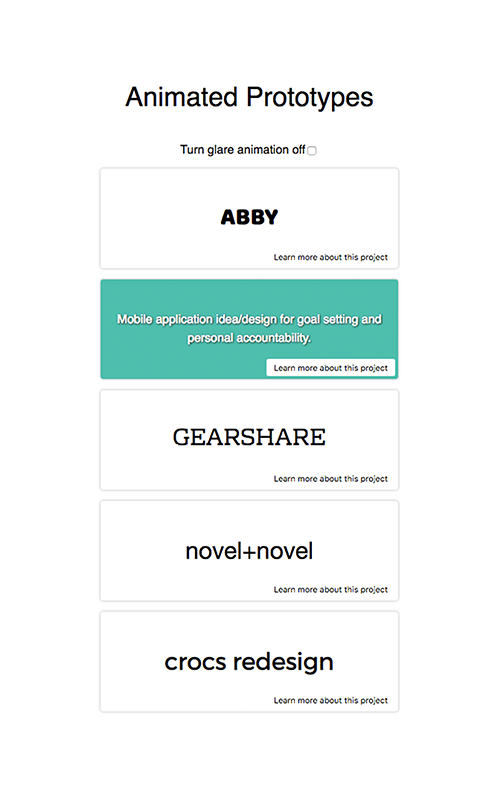 Animated Prototypes
Turn glare animation off
ABBY
Learn more about this project
Mobile application idea/design for goal setting and
personal accountability.
Learn more about this project
GEARSHARE
Learn more about this project
novel+novel
Learn more about this project
crocs redesign
Learn more about this project